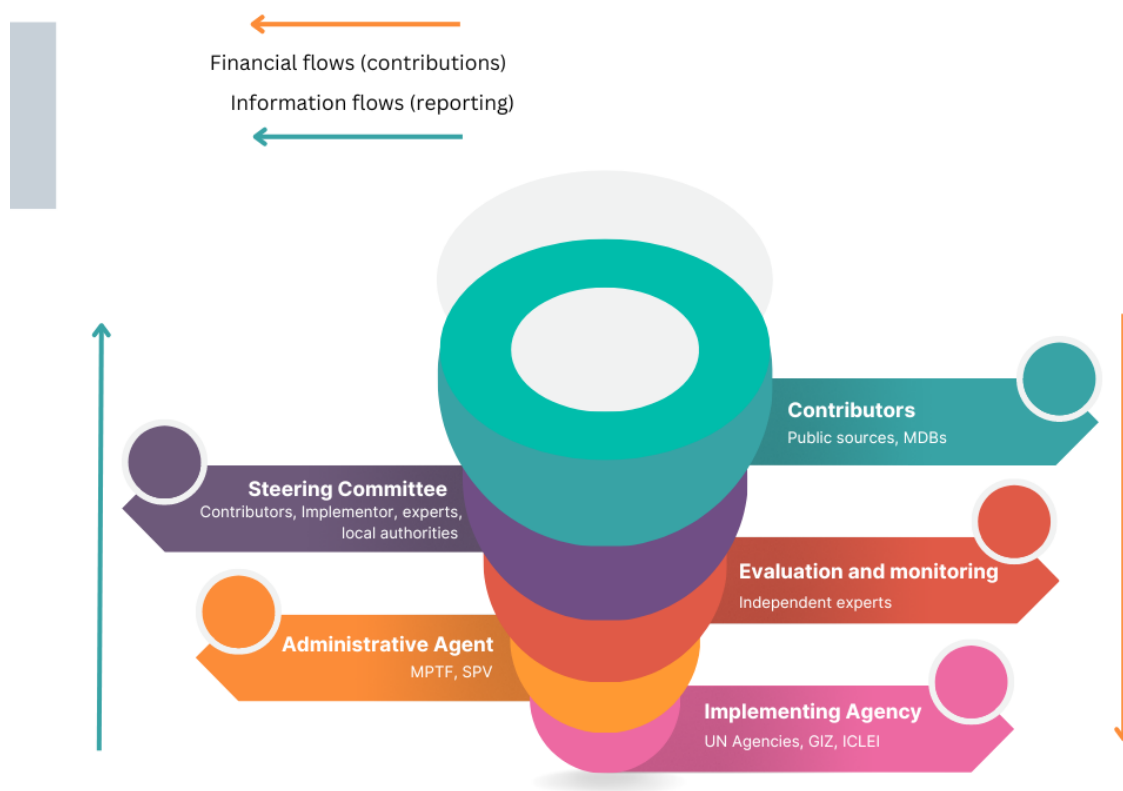 Financial flows (contributions)
Information flows (reporting)
Contributors
Public sources, MDBs
Steering Committee
Contributors, Implementor, experts,
local authorities
Evaluation and monitoring
Independent experts
Administrative Agent
MPTF, SPV
Implementing Agency
UN Agencies, GIZ, ICLEI